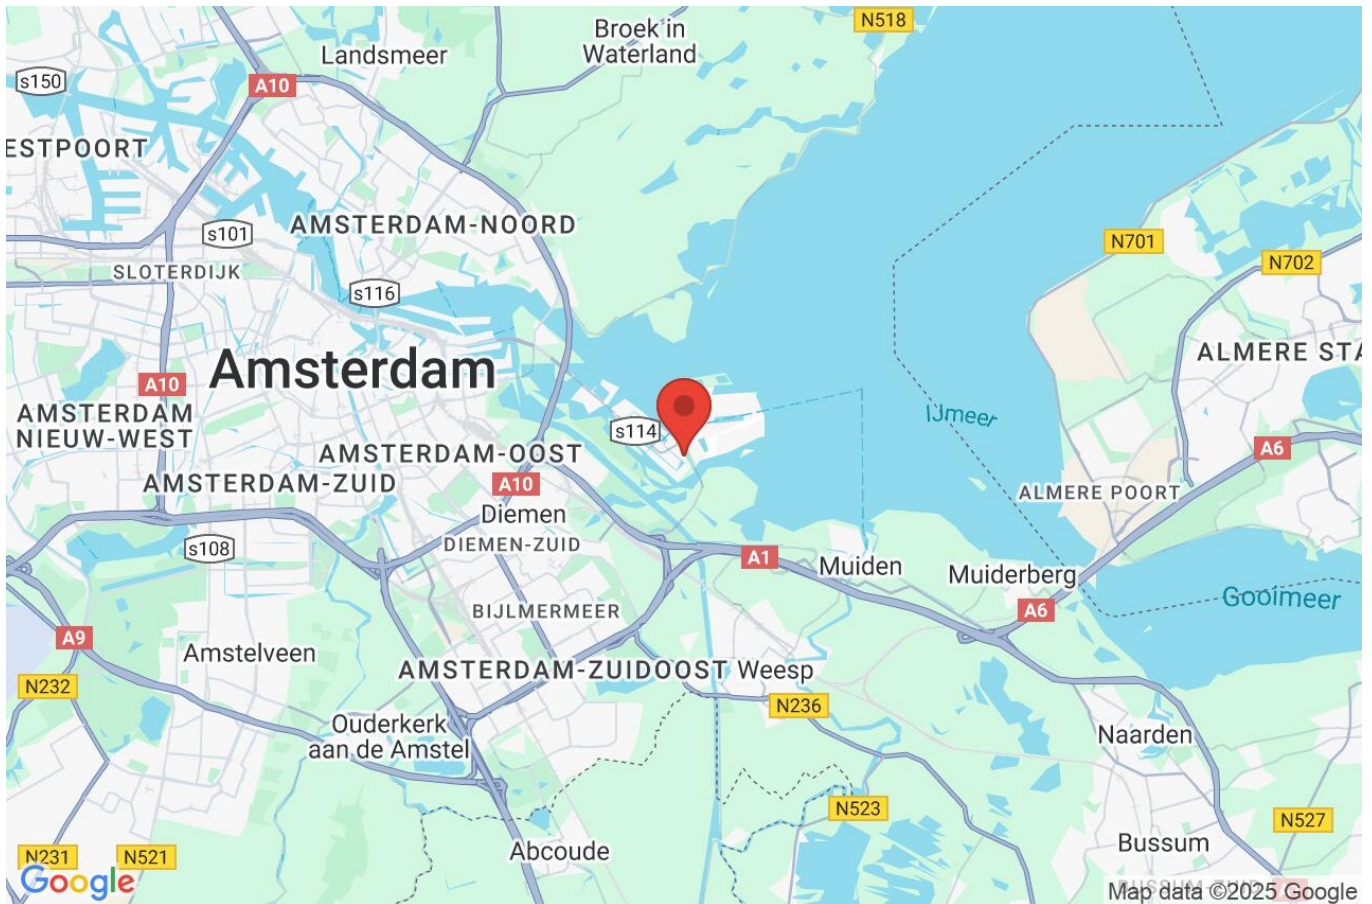 Broek in
Waterland
N518
Landsmeer
s150
A10
ESTPOORT
AMSTERDAM-NOORD
s101
N701
N702
SLOTERDIJK
s116
ALMERE STA
Amsterdam
A10
AMSTERDAM
NIEUW-WEST
IJmeer
s114
A6
AMSTERDAM-OOST
AMSTERDAM-ZUID
A10
ALMERE POORT
Diemen
s108
DIEMEN-ZUID
A1
Muiden
Muiderberg
Gooimeer
BIJLMERMEER
A6
A9
Amstelveen
AMSTERDAM-ZUIDOOST
Weesp
N232
N236
Ouderkerk
aan de Amstel
Naarden
N523
N527
Abcoude
Bussum
N231
N521
Google
Map data ©2025 Google